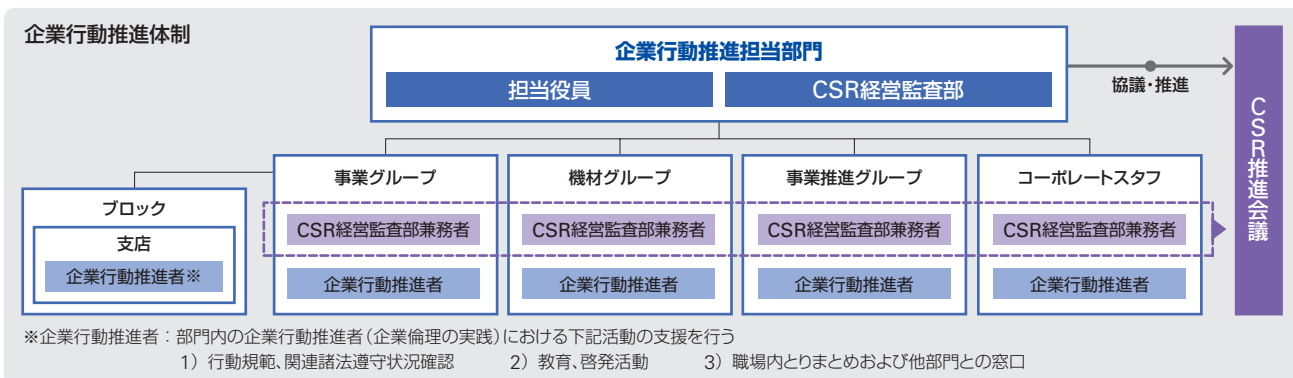 企業行動推進体制
企業行動推進担当部門
担当役員
CSR経営監査部
協議・推進
CSR推進会議
事業グループ
機材グループ
事業推進グループ
コーポレートスタフ
ブロック
支店
企業行動推進者※
CSR経営監査部兼務者
CSR経営監査部兼務者
CSR経営監査部兼務者
CSR経営監査部兼務者
企業行動推進者
企業行動推進者
企業行動推進者
企業行動推進者
※企業行動推進者：部門内の企業行動推進者（企業倫理の実践）における下記活動の支援を行う
1）行動規範、関連諸法遵守状況確認　2）教育、啓発活動　3）職場内とりまとめおよび他部門との窓口